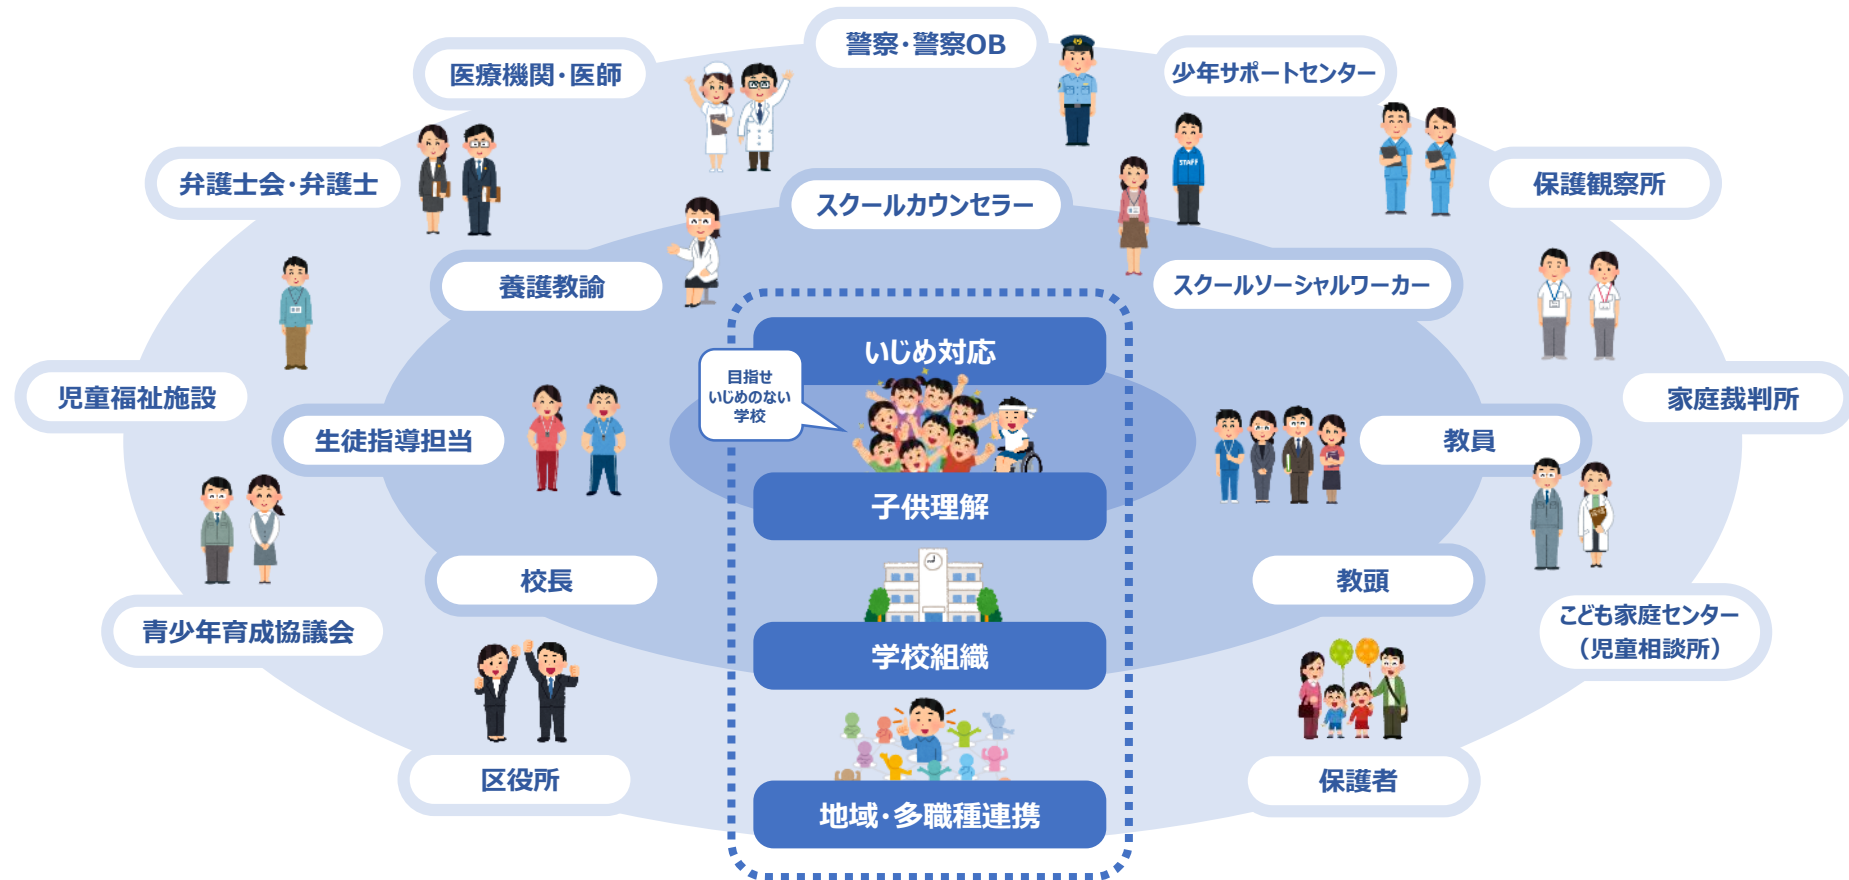 警察・警察OB
医療機関・医師
少年サポートセンター
弁護士会・弁護士
保護観察所
スクールカウンセラー
養護教諭
スクールソーシャルワーカー
STAFF
いじめ対応
目指せ
いじめのない
学校
児童福祉施設
家庭裁判所
生徒指導担当
教員
子供理解
校長
教頭
青少年育成協議会
こども家庭センター
（児童相談所）
学校組織
区役所
保護者
地域・多職種連携